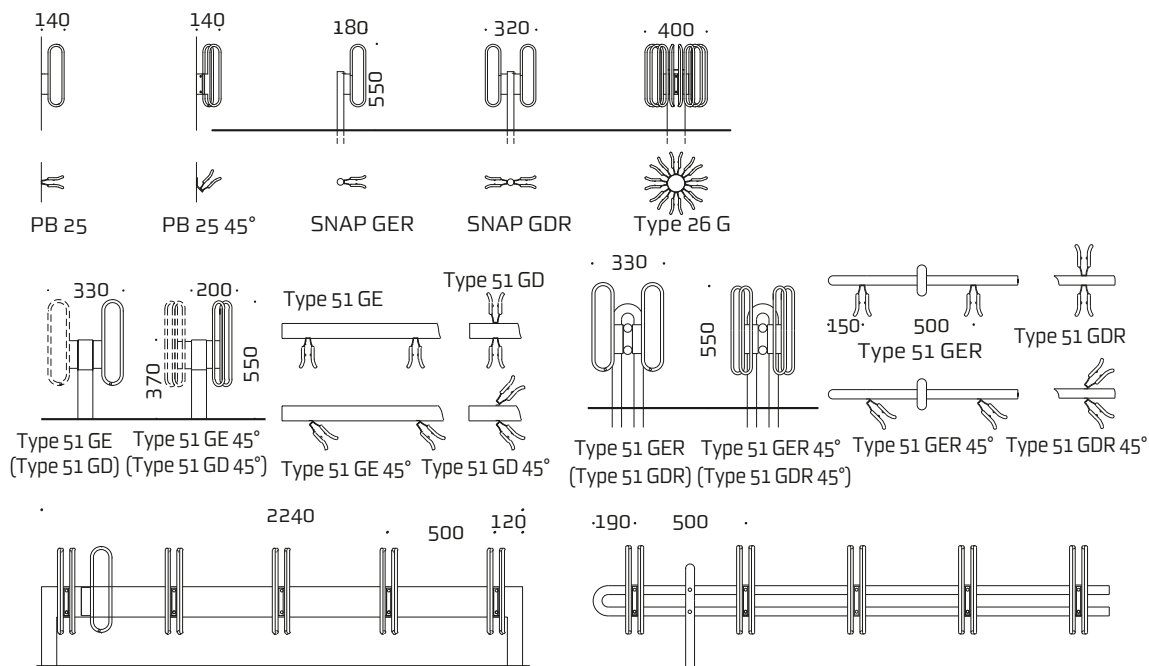 140
140
180
320
400
550
PB 25
PB 25 45°
SNAP GER
SNAP GDR
Type 26 G
330
200
370
550
Type 51 GE
Type 51 GD
Type 51 GE
(Type 51 GD)
Type 51 GE 45°
(Type 51 GD 45°)
Type 51 GE 45°
Type 51 GD 45°
330
550
150
500
Type 51 GER
Type 51 GDR
Type 51 GER
(Type 51 GDR)
Type 51 GER 45°
(Type 51 GDR 45°)
Type 51 GER 45°
Type 51 GDR 45°
2240
500
120
190
500